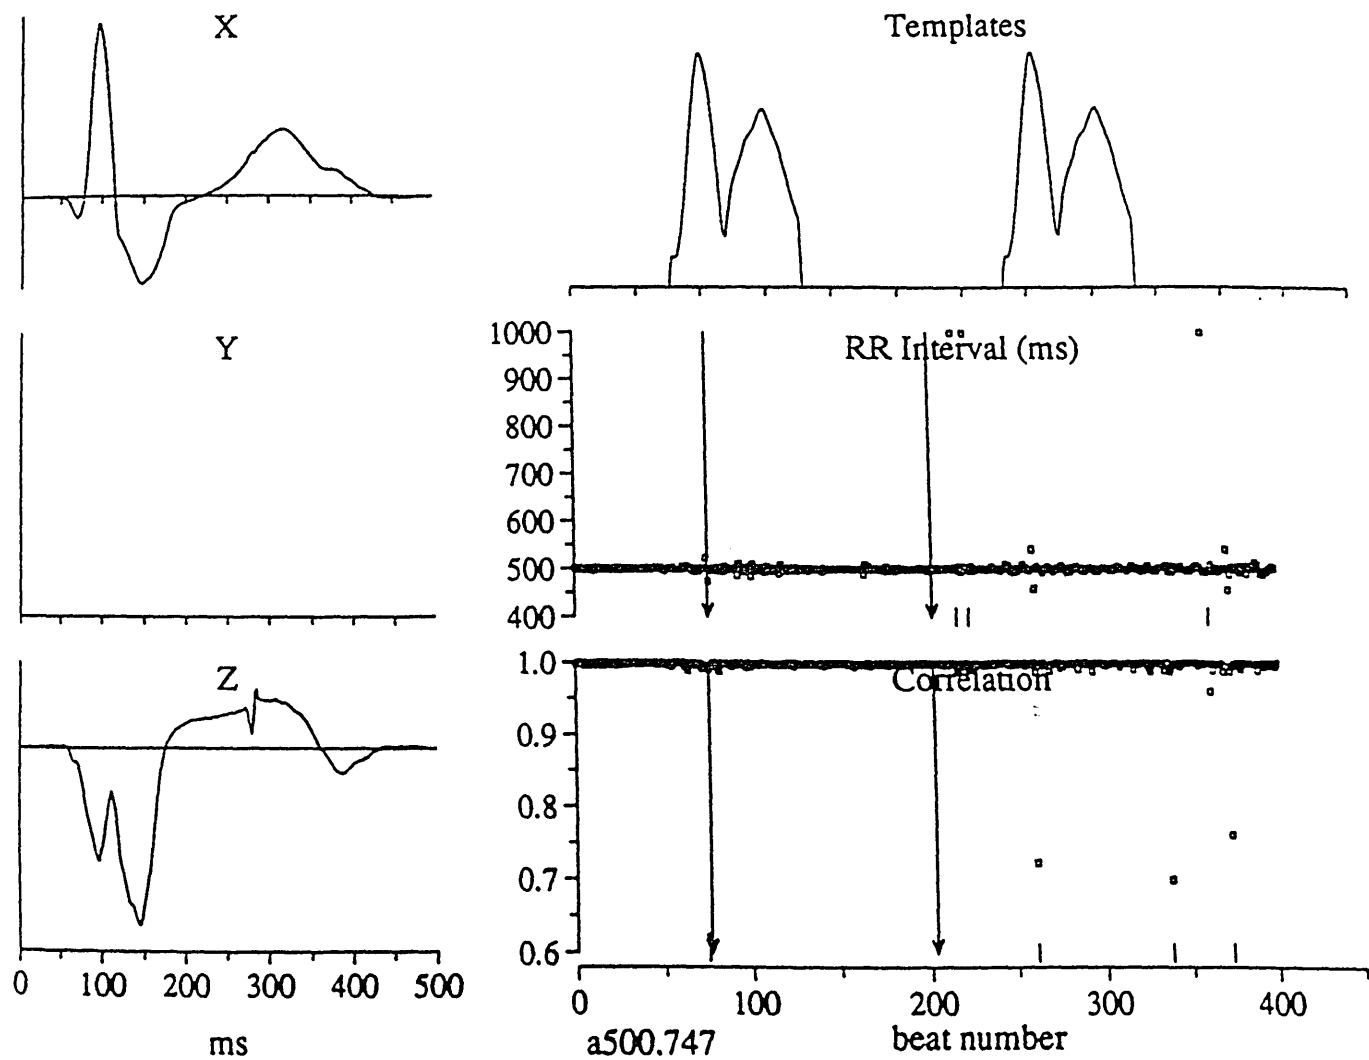 X
Templates
Y
RR Interval (ms)
1000
900
800
700
600
500
400
Z
Correlation
1.0
0.9
0.8
0.7
0.6
0 100 200 300 400 500
0 100 200 300 400
ms
a500.747
beat number